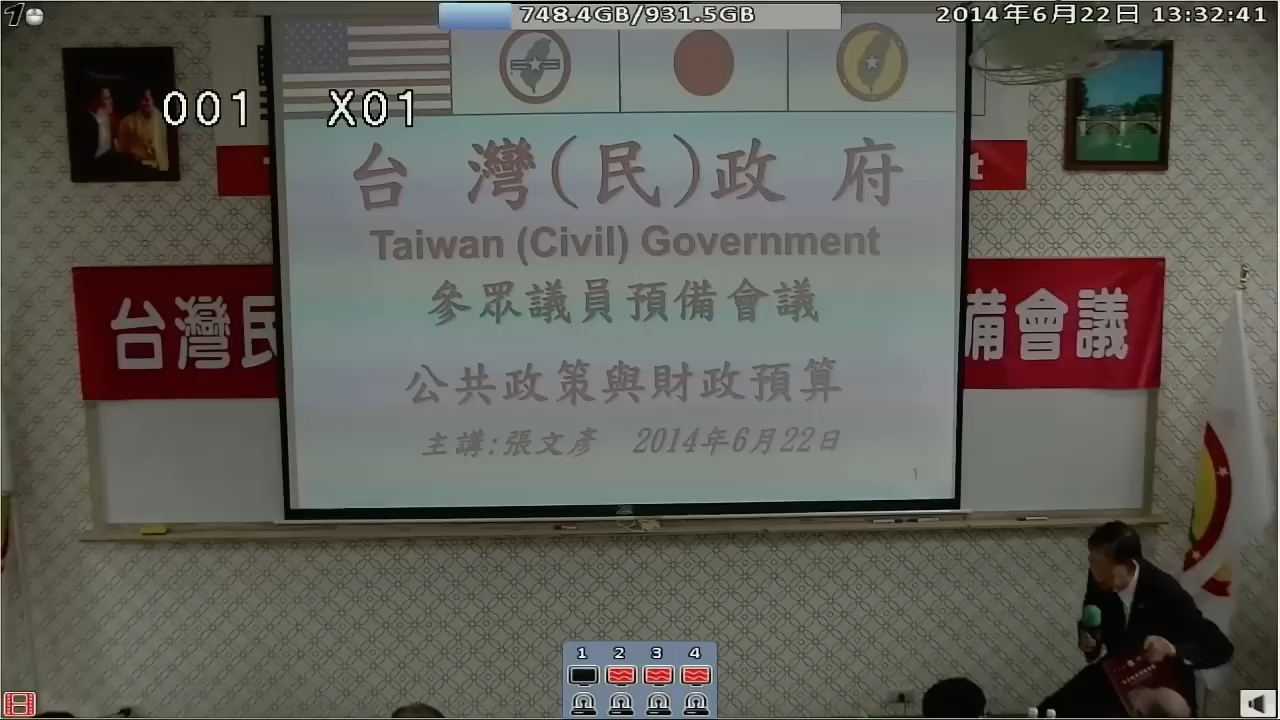 1
748.4GB/931.5GB
2014年6月22日 13:32:41
001 X01
t
台灣(民)政府
Taiwan (Civil) Government
參眾議員預備會議
台灣民
備會議
公共政策與財政預算
主講:張文彥 2014年6月22日
1
1 2 3 4